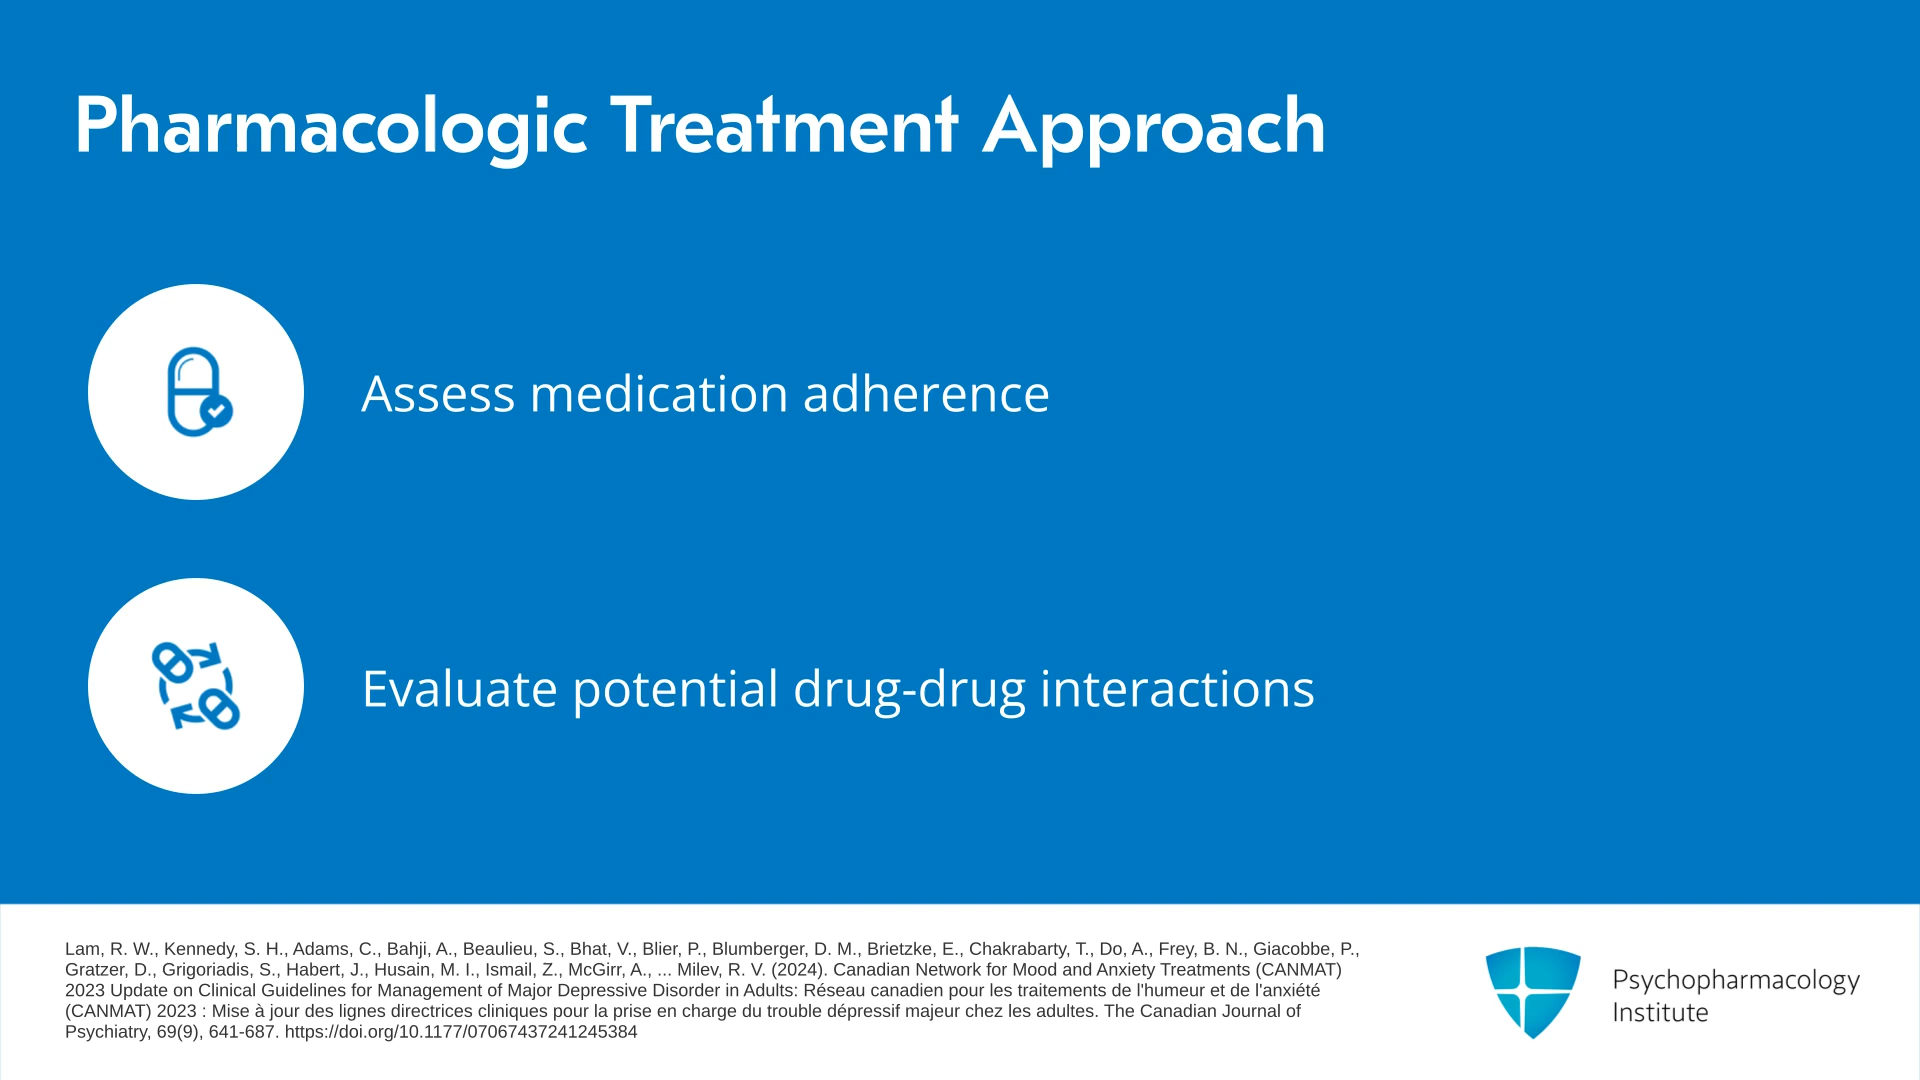 Pharmacologic Treatment Approach
Assess medication adherence
Evaluate potential drug-drug interactions
Lam, R. W., Kennedy, S. H., Adams, C., Bahji, A., Beaulieu, S., Bhat, V., Blier, P., Blumberger, D. M., Brietzke, E., Chakrabarty, T., Do, A., Frey, B. N., Giacobbe, P.,
Gratzer, D., Grigoriadis, S., Habert, J., Husain, M. I., Ismail, Z., McGirr, A., ... Milev, R. V. (2024). Canadian Network for Mood and Anxiety Treatments (CANMAT)
2023 Update on Clinical Guidelines for Management of Major Depressive Disorder in Adults: Réseau canadien pour les traitements de l'humeur et de l'anxiété
(CANMAT) 2023 : Mise à jour des lignes directrices cliniques pour la prise en charge du trouble dépressif majeur chez les adultes. The Canadian Journal of
Psychiatry, 69(9), 641-687. https://doi.org/10.1177/07067437241245384
Psychopharmacology
Institute